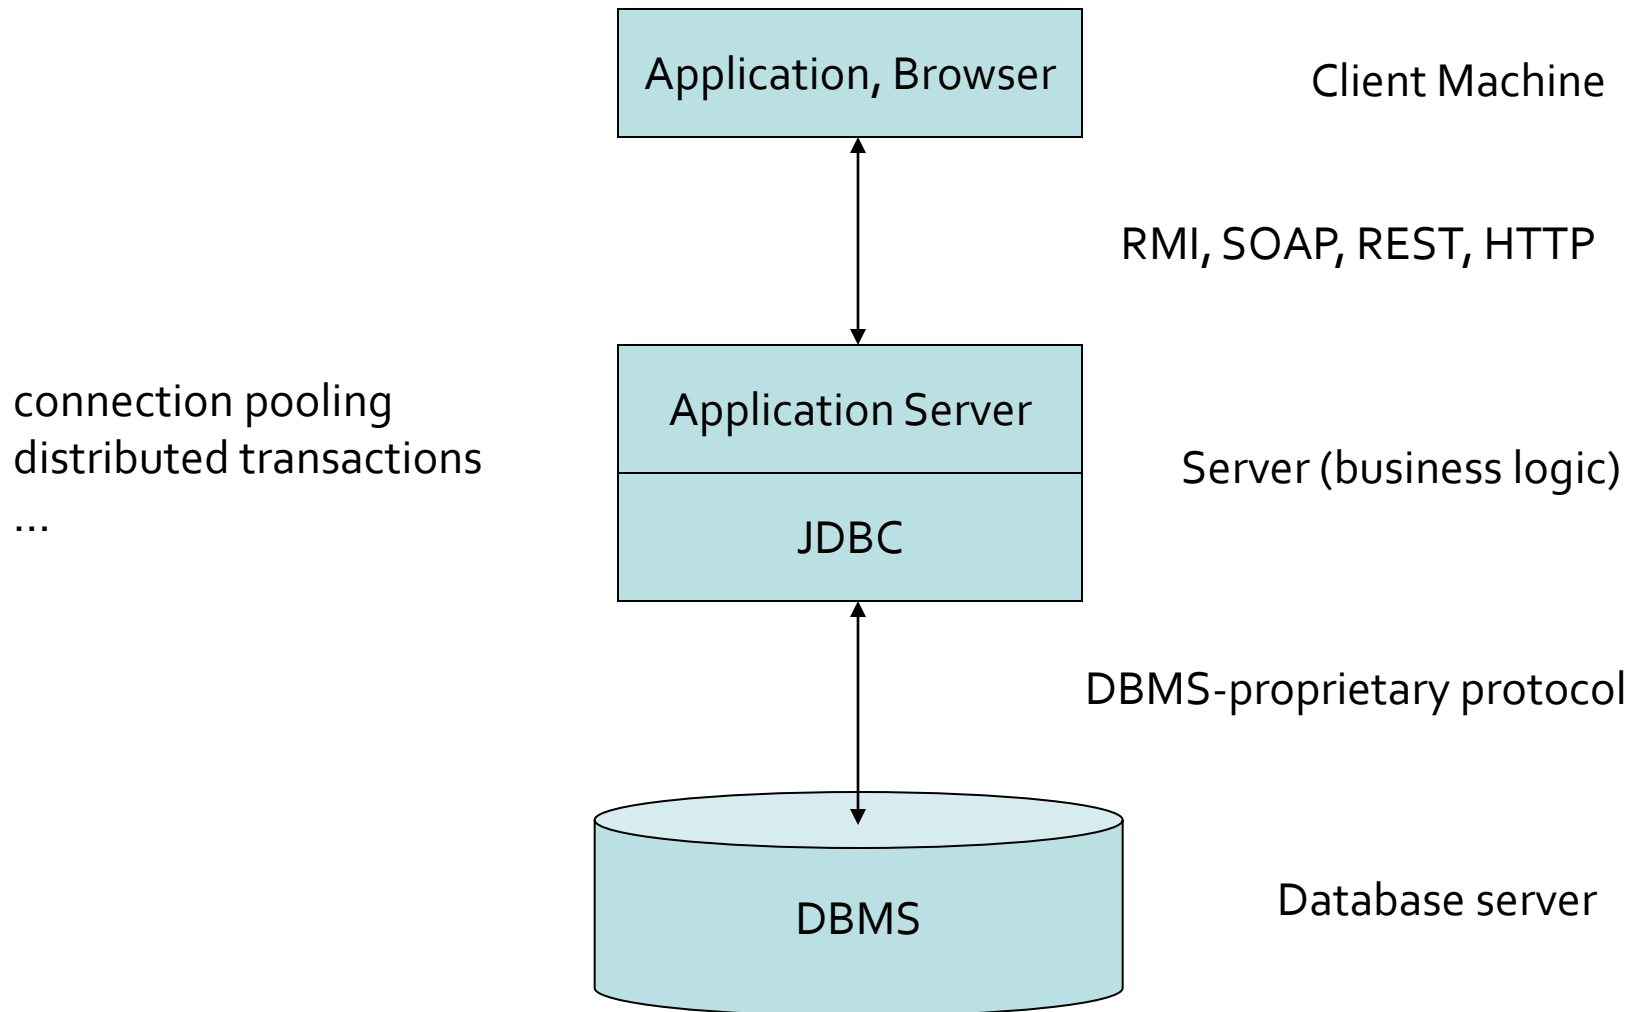 Application, Browser
Client Machine
RMI, SOAP, REST, HTTP
connection pooling
distributed transactions
...
Application Server
JDBC
Server (business logic)
DBMS-proprietary protocol
DBMS
Database server